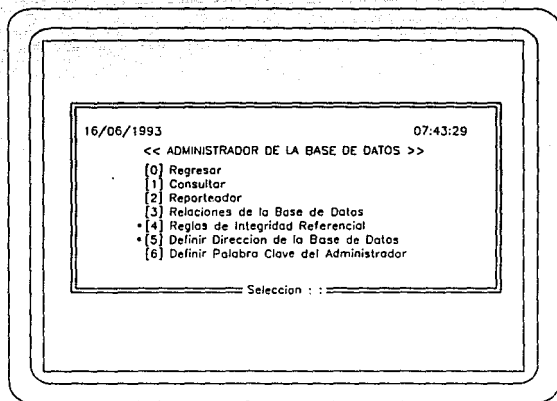 16/06/1993 07:43:29
<< ADMINISTRADOR DE LA BASE DE DATOS >>
[0] Regresar
[1] Consultar
[2] Reporteador
[3] Relaciones de la Base de Datos
•[4] Reglas de Integridad Referencial
•[5] Definir Direccion de la Base de Datos
[6] Definir Palabra Clave del Administrador
Seleccion : :